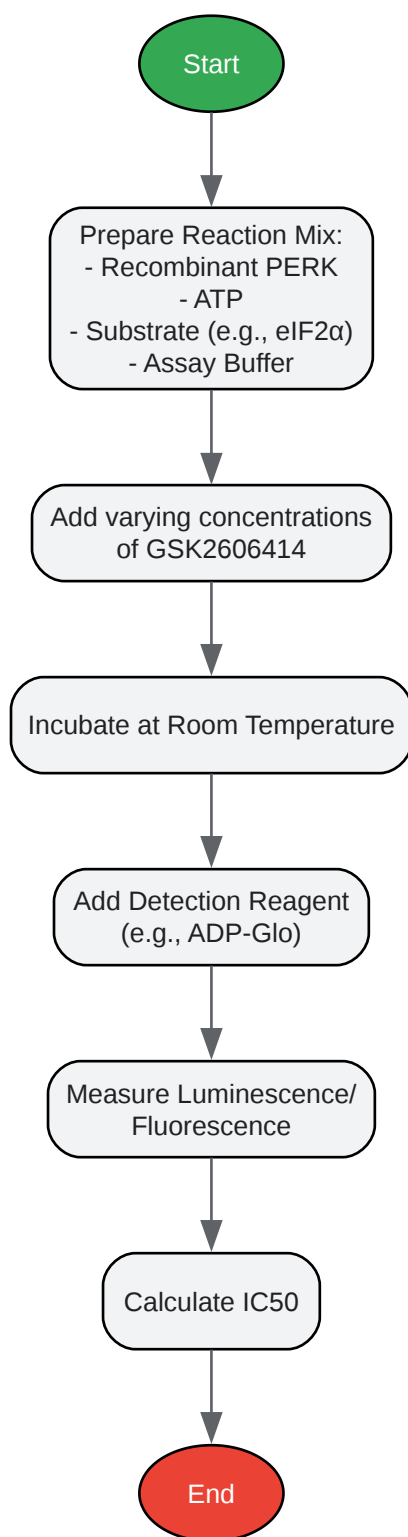 Start
Prepare Reaction Mix:
- Recombinant PERK
- ATP
- Substrate (e.g., eIF2α)
- Assay Buffer
Add varying concentrations
of GSK2606414
Incubate at Room Temperature
Add Detection Reagent
(e.g., ADP-Glo)
Measure Luminescence/
Fluorescence
Calculate IC50
End